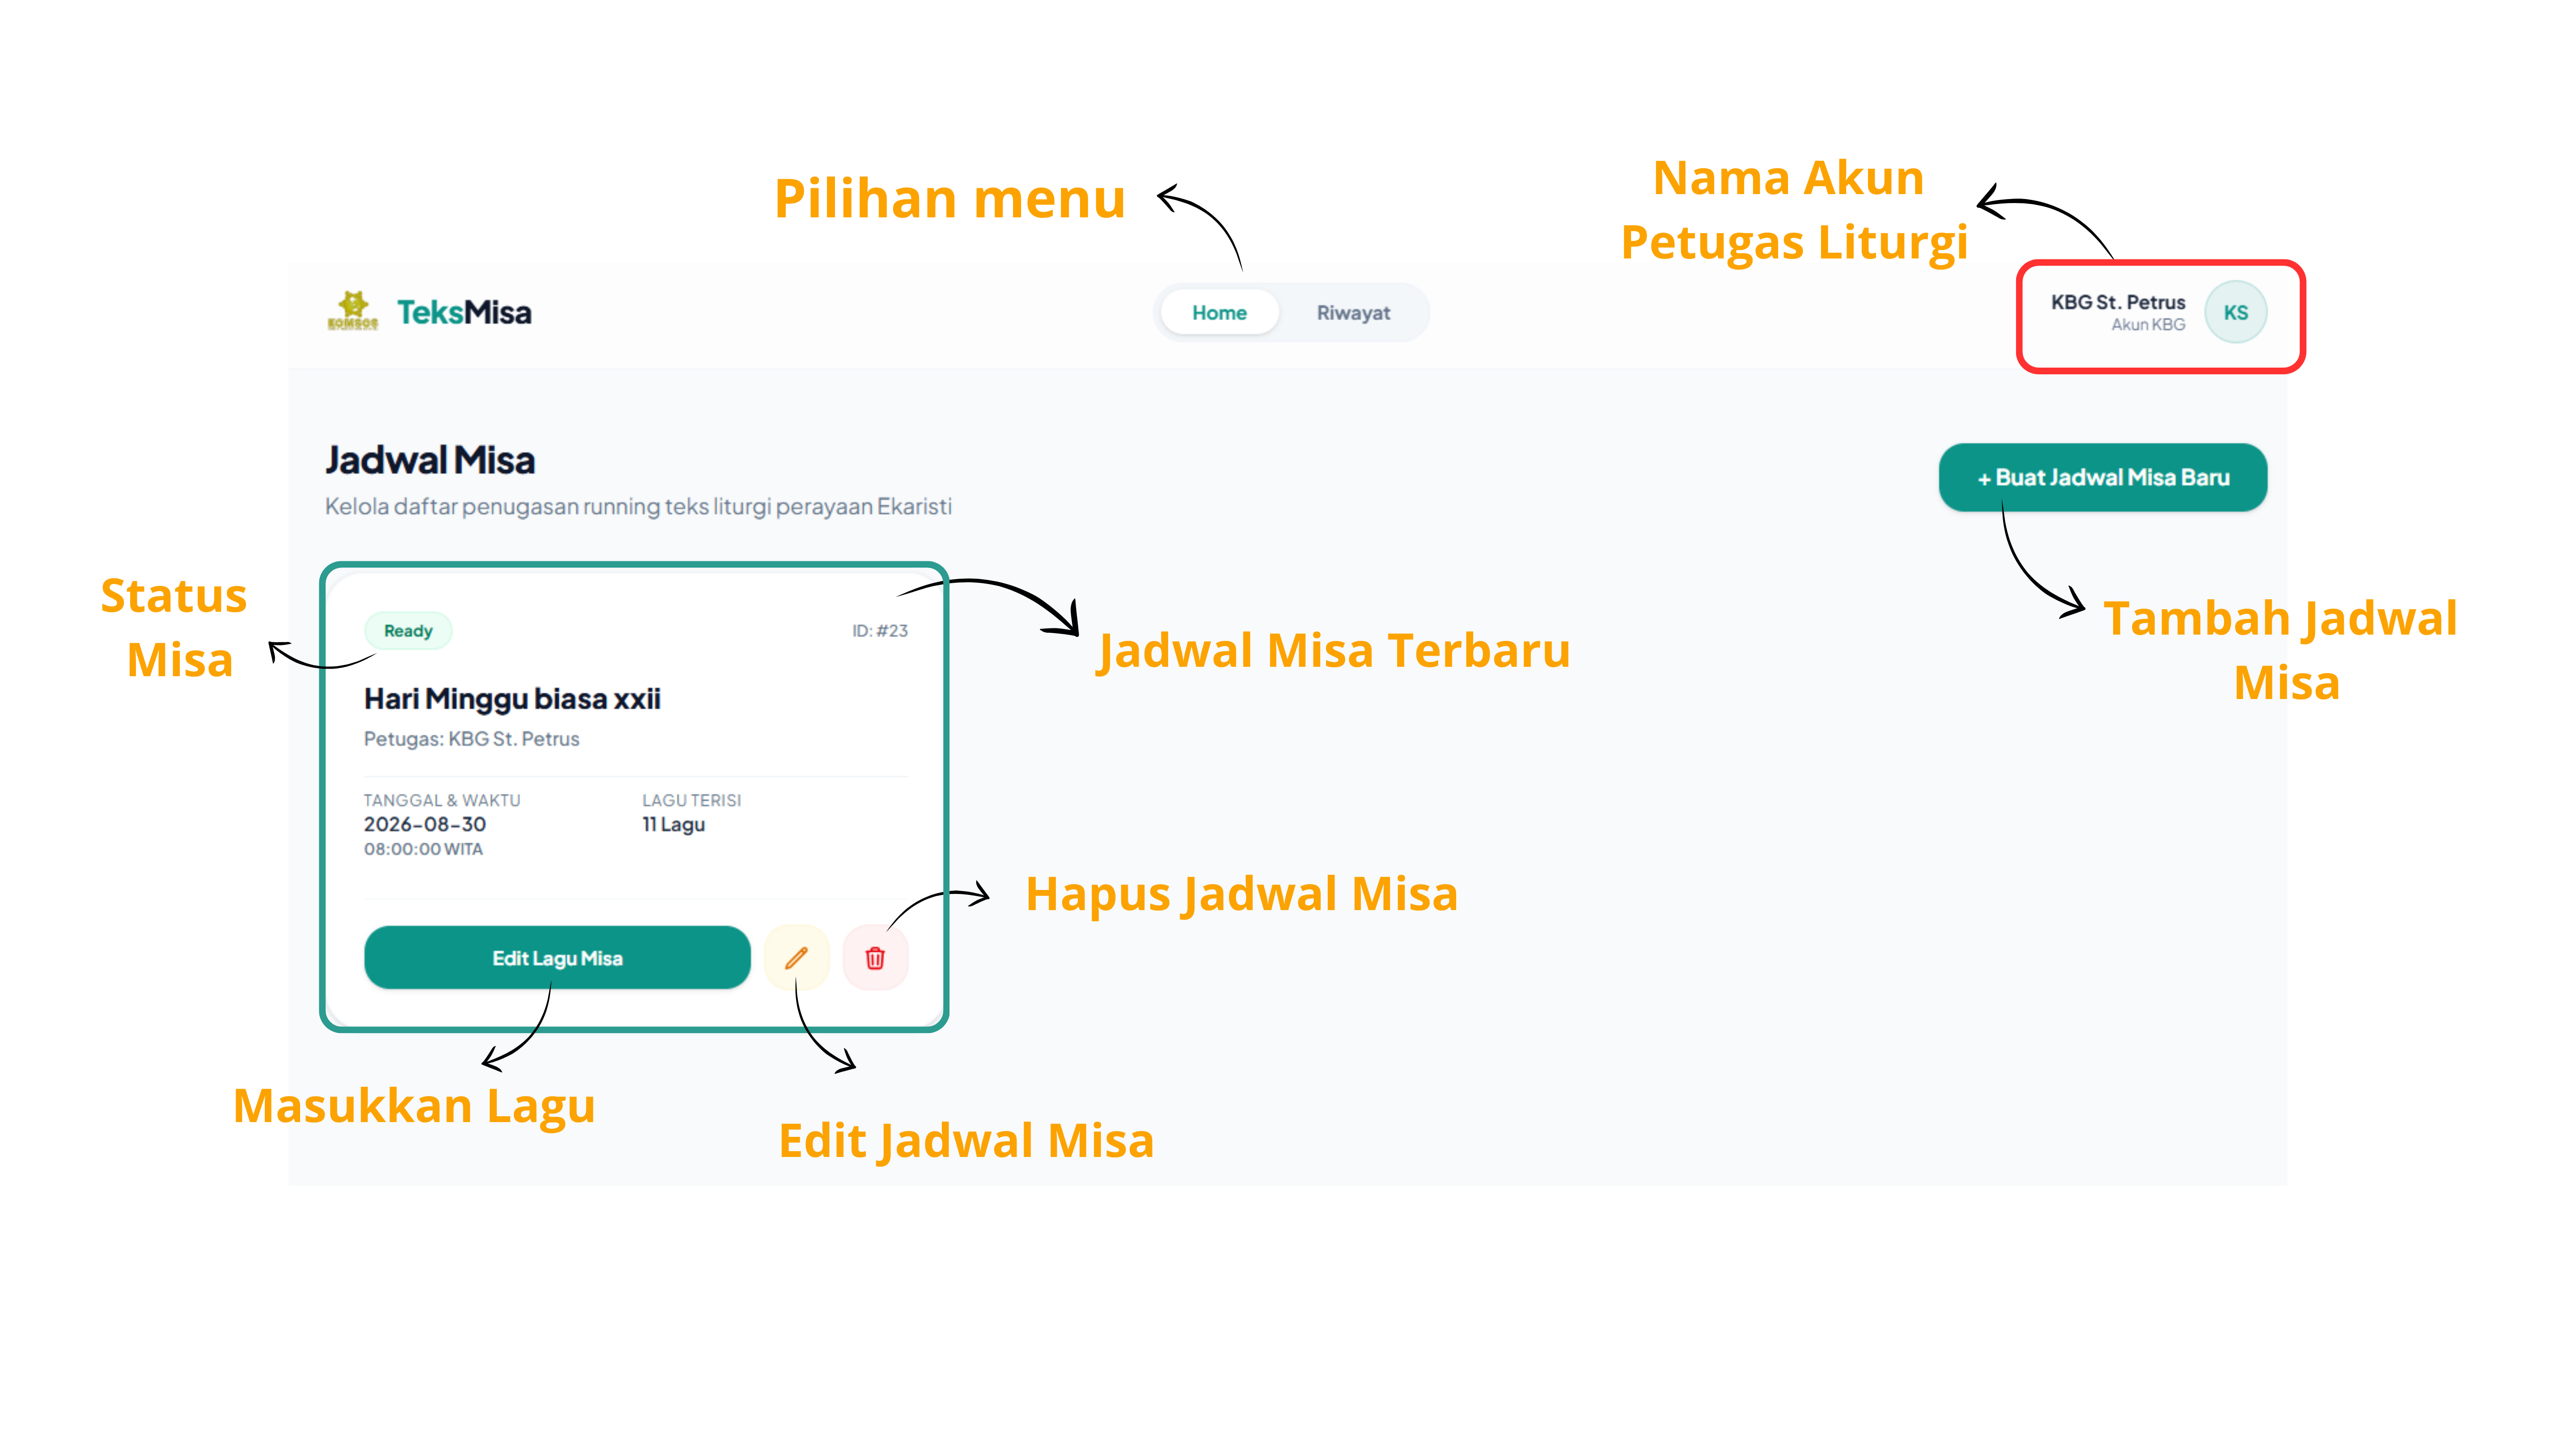 Pilihan menu
Nama Akun
Petugas Liturgi
KOMSOS
TeksMisa
Home
Riwayat
KBG St. Petrus
Akun KBG
KS
Jadwal Misa
Kelola daftar penugasan running teks liturgi perayaan Ekaristi
+ Buat Jadwal Misa Baru
Status
Misa
Ready
ID: #23
Jadwal Misa Terbaru
Tambah Jadwal
Misa
Hari Minggu biasa xxii
Petugas: KBG St. Petrus
TANGGAL & WAKTU
2026-08-30
08:00:00 WITA
LAGU TERISI
11 Lagu
Hapus Jadwal Misa
Edit Lagu Misa
Masukkan Lagu
Edit Jadwal Misa